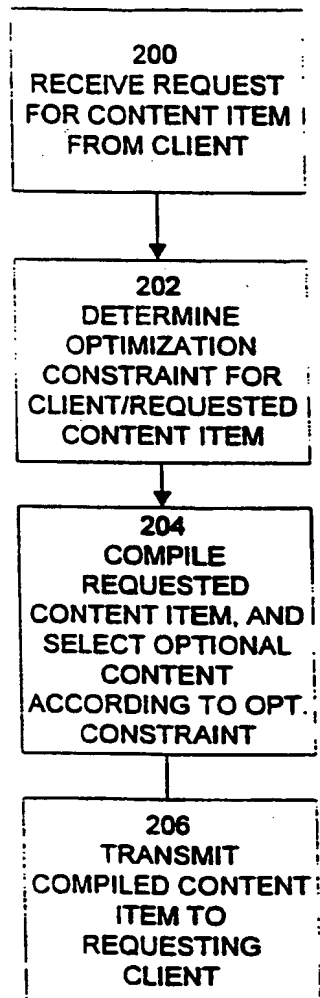 200
RECEIVE REQUEST
FOR CONTENT ITEM
FROM CLIENT
202
DETERMINE
OPTIMIZATION
CONSTRAINT FOR
CLIENT/REQUESTED
CONTENT ITEM
204
COMPILE
REQUESTED
CONTENT ITEM, AND
SELECT OPTIONAL
CONTENT
ACCORDING TO OPT.
CONSTRAINT
206
TRANSMIT
COMPILED CONTENT
ITEM TO
REQUESTING
CLIENT